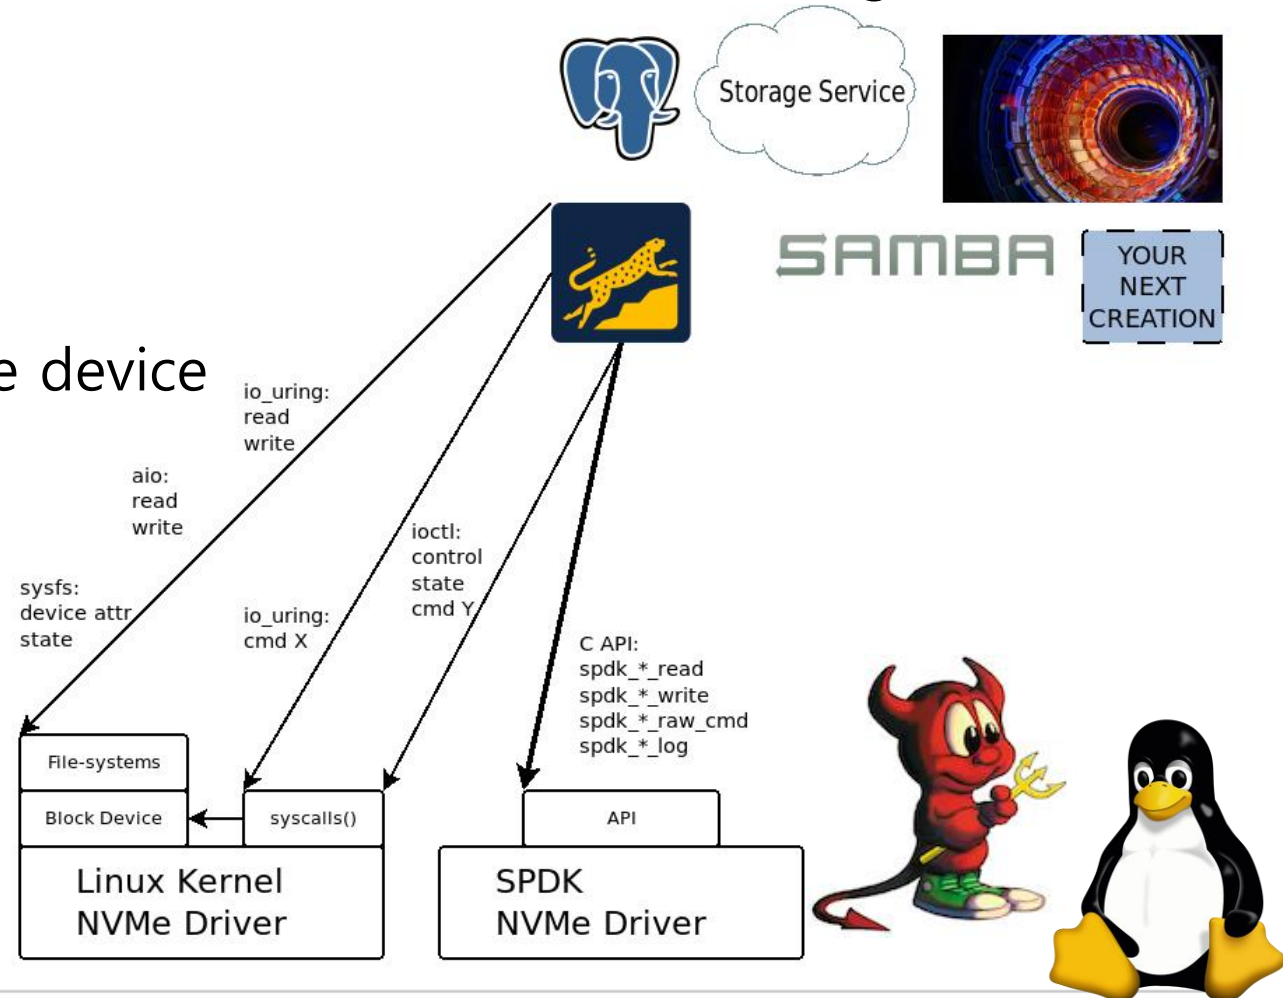 Storage Service
SAMBA
YOUR
NEXT
CREATION
device
io_uring:
read
write
aio:
read
write
ioctl:
control
state
cmd Y
sysfs:
device attr
state
io_uring:
cmd X
C API:
spdk_*_read
spdk_*_write
spdk_*_raw_cmd
spdk_*_log
File-systems
Block Device
syscalls()
API
Linux Kernel
NVMe Driver
SPDK
NVMe Driver